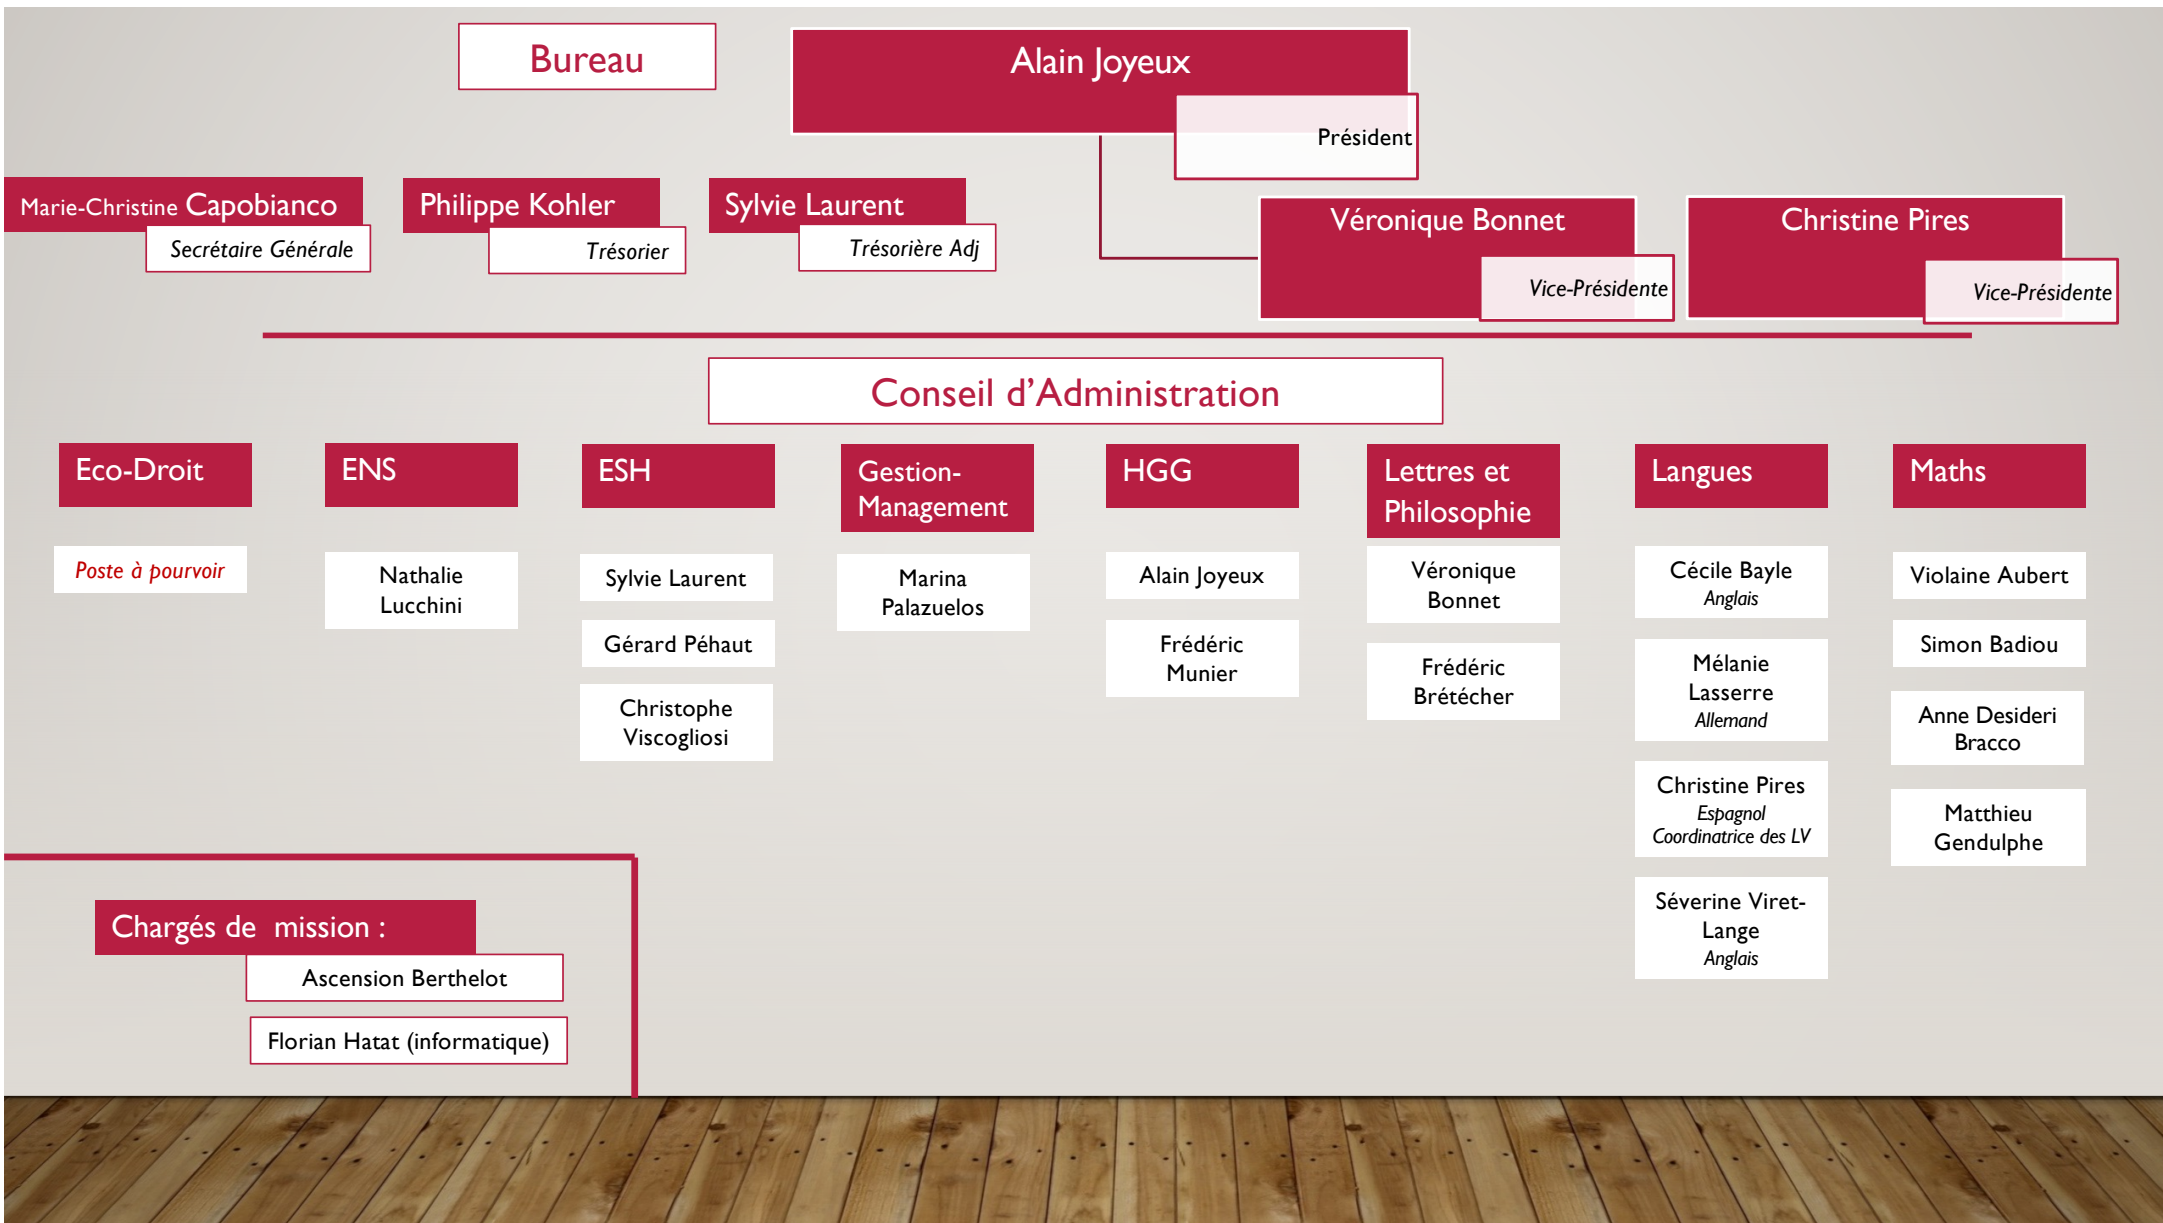 Bureau
Alain Joyeux
Président
Marie-Christine Capobianco
Secrétaire Générale
Philippe Kohler
Trésorier
Sylvie Laurent
Trésorière Adj
Véronique Bonnet
Vice-Présidente
Christine Pires
Vice-Présidente
Conseil d’Administration
Eco-Droit
Poste à pourvoir
ENS
Nathalie
Lucchini
ESH
Sylvie Laurent
Gérard Péhaut
Christophe
Viscogliosi
Gestion-
Management
Marina
Palazuelos
HGG
Alain Joyeux
Frédéric
Munier
Lettres et
Philosophie
Véronique
Bonnet
Frédéric
Brétécher
Langues
Cécile Bayle
Anglais
Mélanie
Lasserre
Allemand
Christine Pires
Espagnol
Coordinatrice des LV
Séverine Viret-
Lange
Anglais
Maths
Violaine Aubert
Simon Badiou
Anne Desideri
Bracco
Matthieu
Gendulphe
Chargés de  mission :
Ascension Berthelot
Florian Hatat (informatique)